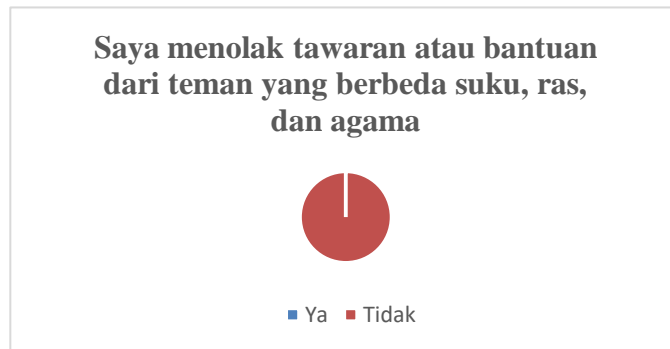 Saya menolak tawaran atau bantuan
dari teman yang berbeda suku, ras,
dan agama
Ya Tidak